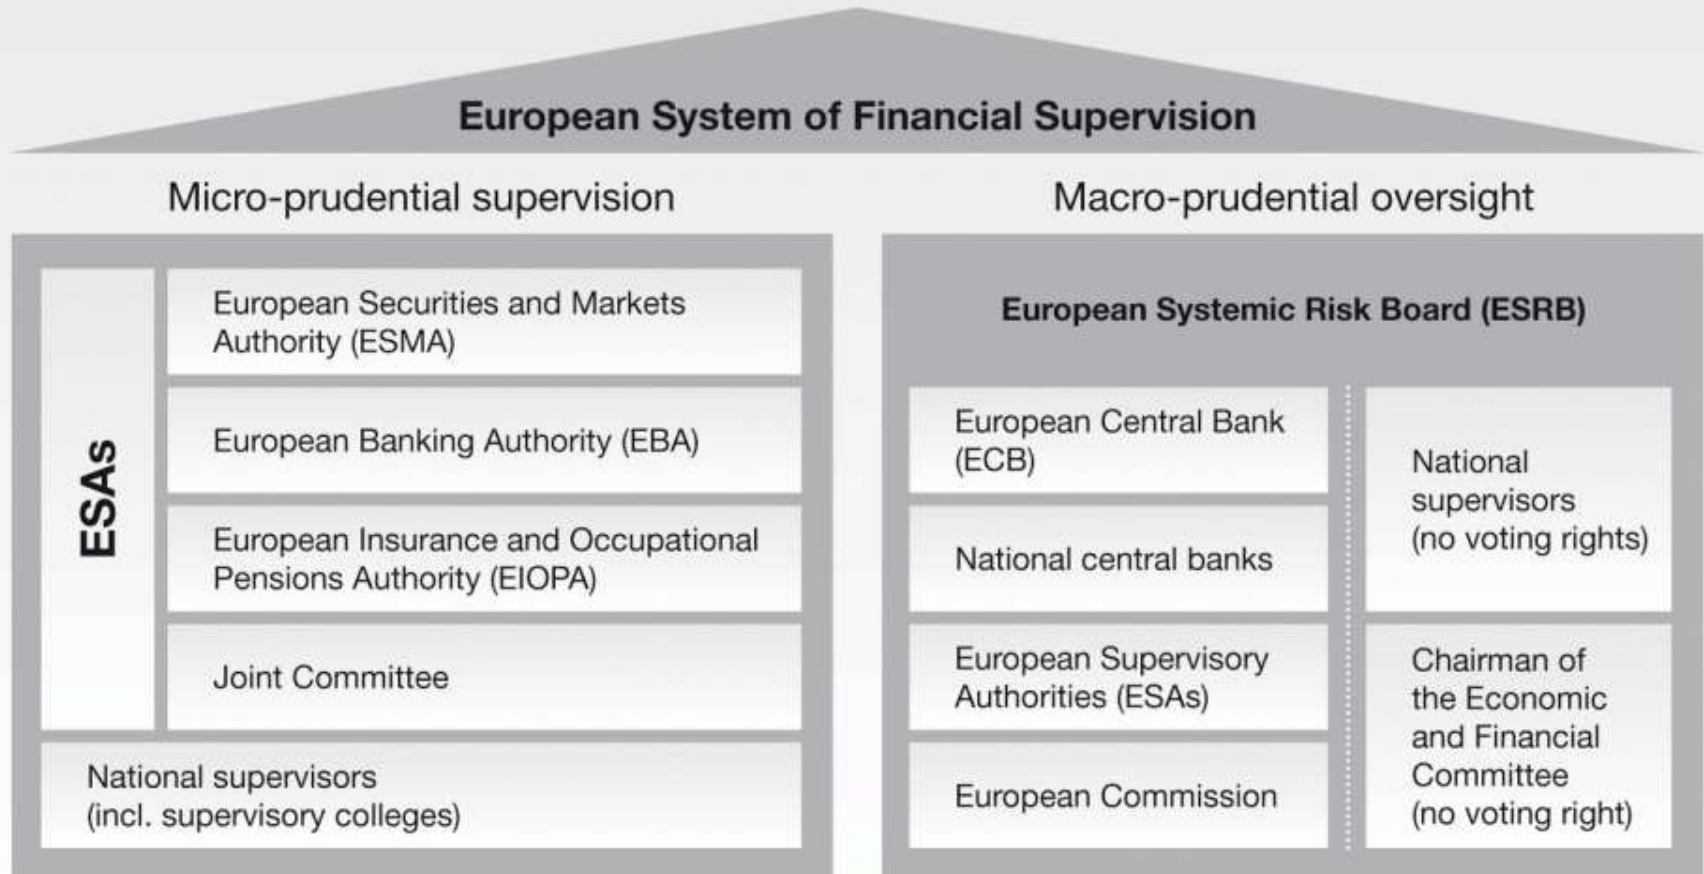 European System of Financial Supervision
Micro-prudential supervision
ESAs
European Securities and Markets
Authority (ESMA)
European Banking Authority (EBA)
European Insurance and Occupational
Pensions Authority (EIOPA)
Joint Committee
National supervisors
(incl. supervisory colleges)
Macro-prudential oversight
European Systemic Risk Board (ESRB)
European Central Bank
(ECB)
National central banks
European Supervisory
Authorities (ESAs)
European Commission
National
supervisors
(no voting rights)
Chairman of
the Economic
and Financial
Committee
(no voting right)